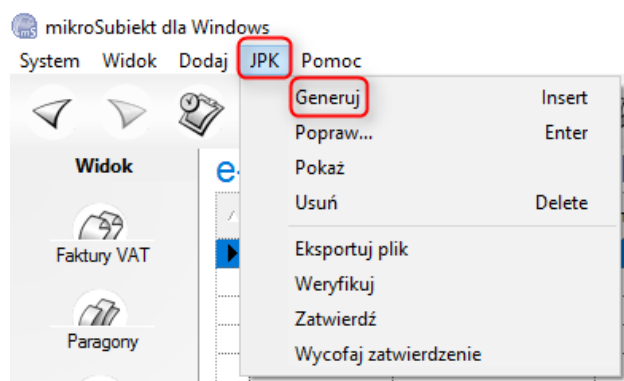 mikroSubiekt dla Windows
System Widok Dodaj JPK Pomoc
Generuj Insert
Popraw... Enter
Widok
e-
Pokaż
Usuń Delete
Faktury VAT
Eksportuj plik
Weryfikuj
Zatwierdź
Paragony
Wycofaj zatwierdzenie